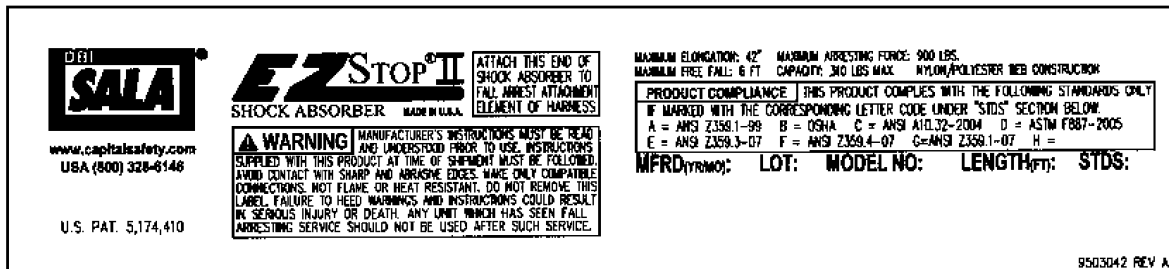 DBI
SALA
www.capitalsafety.com
USA (800) 328-6146
U.S. PAT. 5,174,410
EZ STOP® II
SHOCK ABSORBER MADE IN U.S.A.
ATTACH THIS END OF
SHOCK ABSORBER TO
FALL ARREST ATTACHMENT
ELEMENT OF HARNESS
WARNING
MANUFACTURER'S INSTRUCTIONS MUST BE READ
AND UNDERSTOOD PRIOR TO USE. INSTRUCTIONS
SUPPLIED WITH THIS PRODUCT AT TIME OF SHIPMENT MUST BE FOLLOWED.
AVOID CONTACT WITH SHARP AND ABRASIVE EDGES. MAKE ONLY COMPATIBLE
CONNECTIONS. NOT FLAME OR HEAT RESISTANT. DO NOT REMOVE THIS
LABEL. FAILURE TO HEED WARNINGS AND INSTRUCTIONS COULD RESULT
IN SERIOUS INJURY OR DEATH. ANY UNIT WHICH HAS SEEN FALL
ARRESTING SERVICE SHOULD NOT BE USED AFTER SUCH SERVICE.
MAXIMUM ELONGATION: 42" MAXIMUM ARRESTING FORCE: 900 LBS.
MAXIMUM FREE FALL: 6 FT CAPACITY: 310 LBS MAX NYLON/POLYESTER WEB CONSTRUCTION
PRODUCT COMPLIANCE THIS PRODUCT COMPLIES WITH THE FOLLOWING STANDARDS ONLY
IF MARKED WITH THE CORRESPONDING LETTER CODE UNDER "STDS" SECTION BELOW.
A = ANSI Z359.1-99 B = OSHA C = ANSI A10.32-2004 D = ASTM F887-2005
E = ANSI Z359.3-07 F = ANSI Z359.4-07 G=ANSI Z359.1-07 H =
MFRD(YR/MO): LOT: MODEL NO: LENGTH(FT): STDS:
9503042 REV A